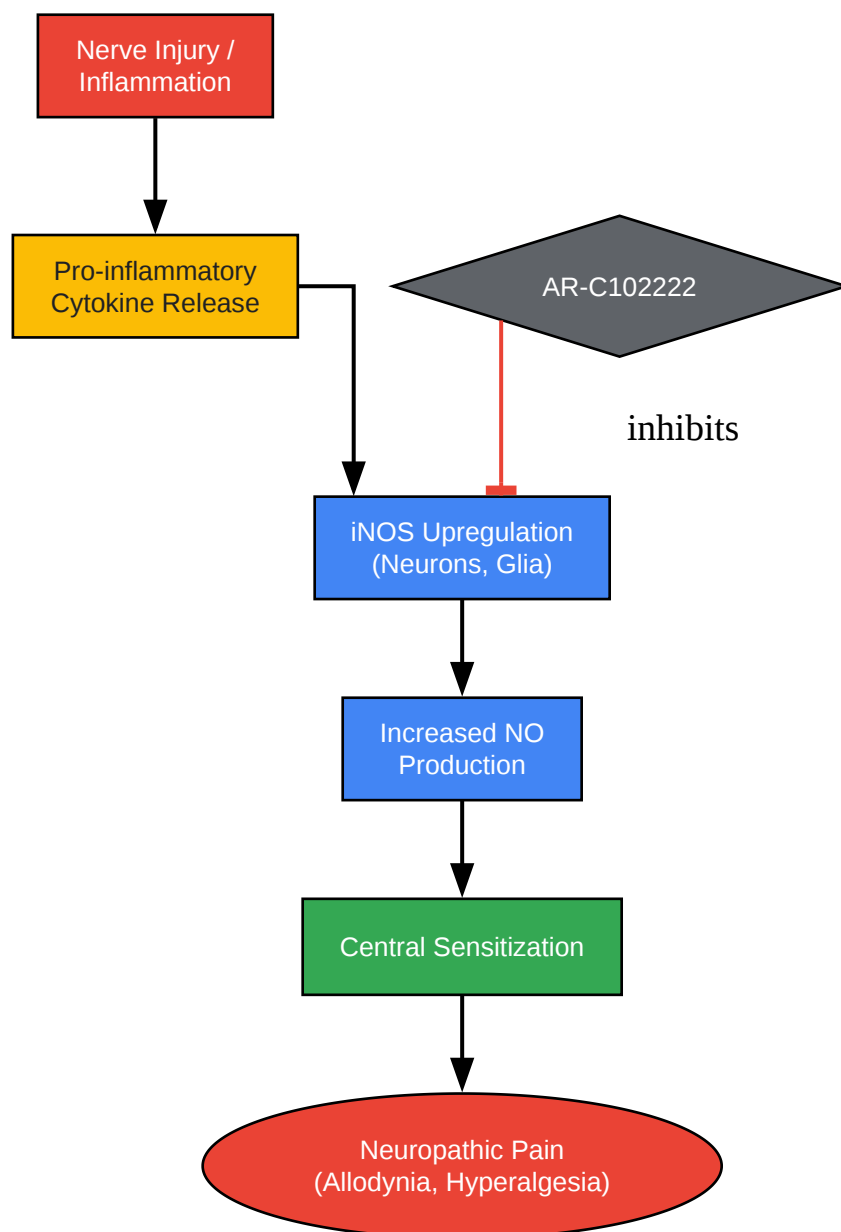 Nerve Injury /
Inflammation
Pro-inflammatory
Cytokine Release
AR-C102222
inhibits
iNOS Upregulation
(Neurons, Glia)
Increased NO
Production
Central Sensitization
Neuropathic Pain
(Allodynia, Hyperalgesia)